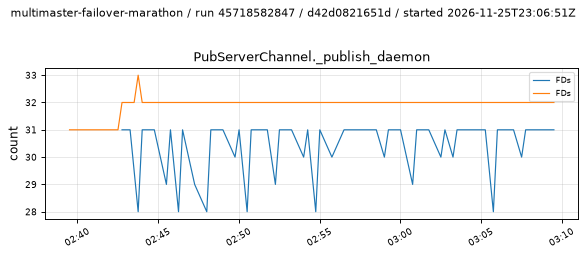 multimaster-failover-marathon / run 45718582847 / d42d0821651d / started 2026-11-25T23:06:51Z
PubServerChannel._publish_daemon
FDs
FDs
count
33
32
31
30
29
28
02:40
02:45
02:50
02:55
03:00
03:05
03:10